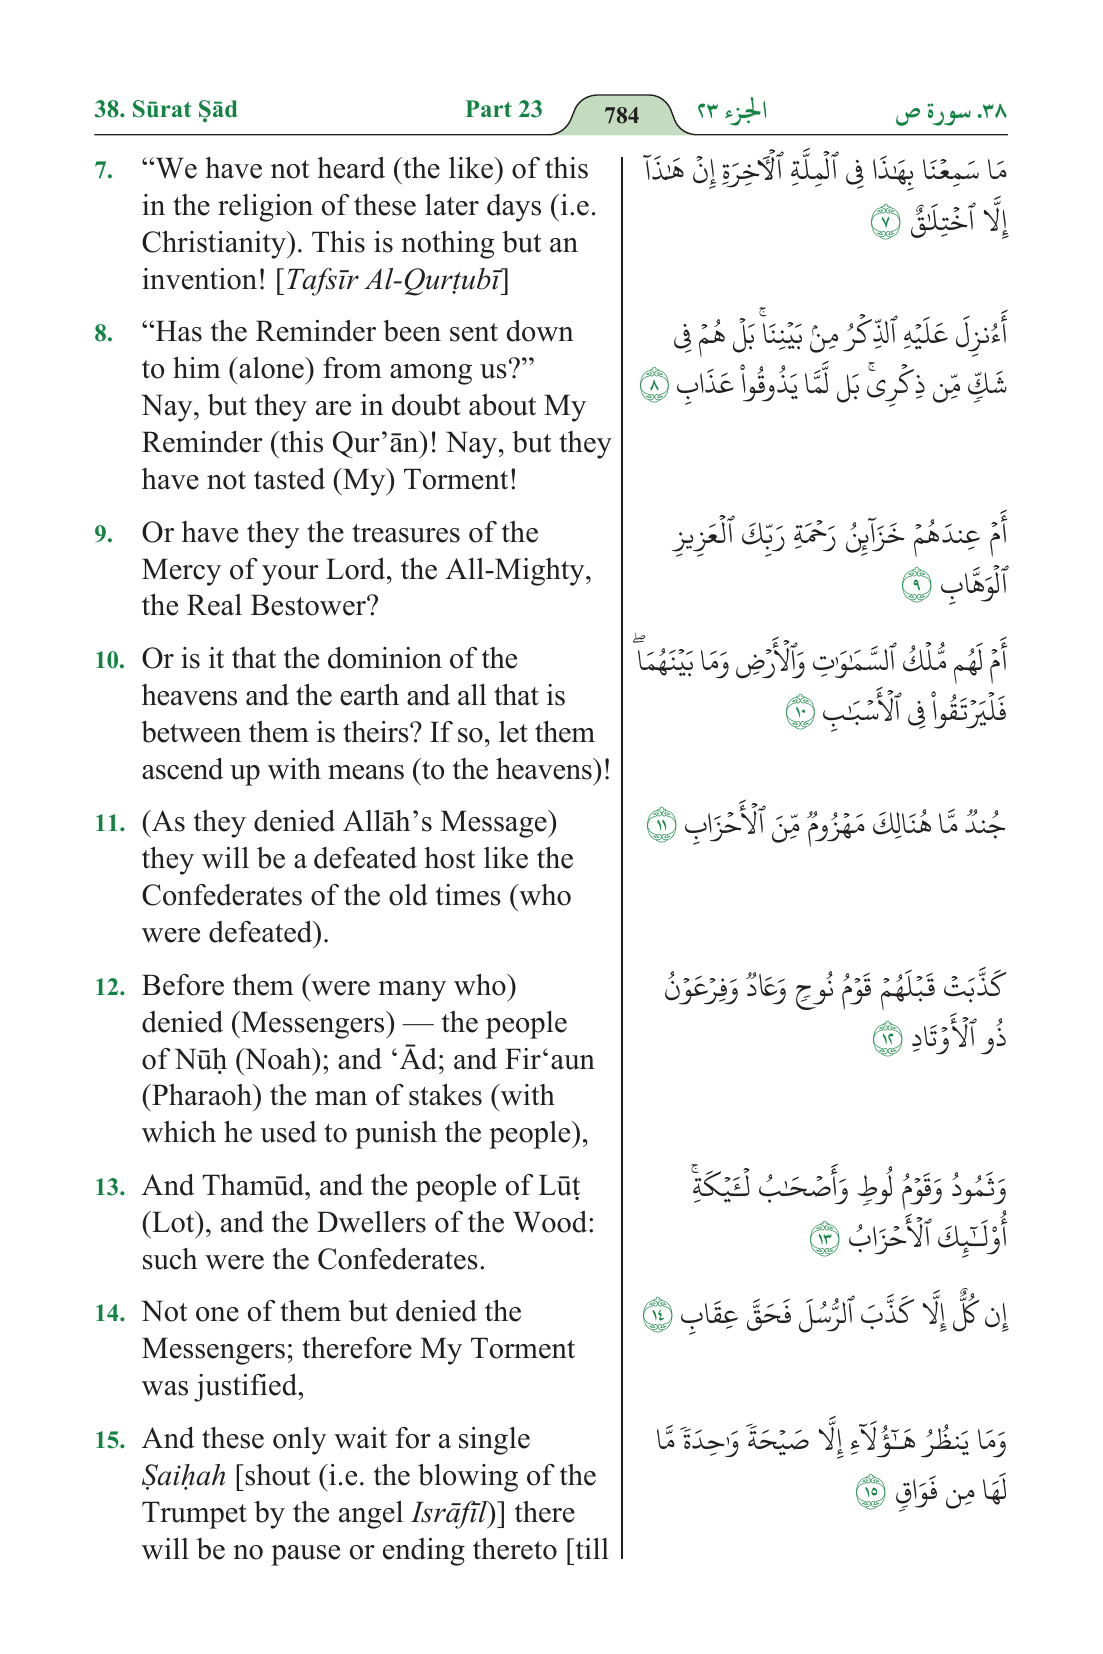 38. Sūrat Ṣād
Part 23
784
الجزء ٢٣
٣٨. سورة ص
7. “We have not heard (the like) of this
in the religion of these later days (i.e.
Christianity). This is nothing but an
invention! [Tafsīr Al-Qurṭubī]
مَا سَمِعْنَا بِهَـٰذَا فِى ٱلْمِلَّةِ ٱلْـَٔاخِرَةِ إِنْ هَـٰذَآ
إِلَّا ٱخْتِلَـٰقٌ ٧
8. “Has the Reminder been sent down
to him (alone) from among us?”
Nay, but they are in doubt about My
Reminder (this Qur’ān)! Nay, but they
have not tasted (My) Torment!
أَءُنزِلَ عَلَيْهِ ٱلذِّكْرُ مِنۢ بَيْنِنَا ۚ بَلْ هُمْ فِى
شَكٍّ مِّن ذِكْرِى ۚ بَل لَّمَّا يَذُوقُوا۟ عَذَابِ ٨
9. Or have they the treasures of the
Mercy of your Lord, the All-Mighty,
the Real Bestower?
أَمْ عِندَهُمْ خَزَآئِنُ رَحْمَةِ رَبِّكَ ٱلْعَزِيزِ
ٱلْوَهَّابِ ٩
10. Or is it that the dominion of the
heavens and the earth and all that is
between them is theirs? If so, let them
ascend up with means (to the heavens)!
أَمْ لَهُم مُّلْكُ ٱلسَّمَـٰوَٰتِ وَٱلْأَرْضِ وَمَا بَيْنَهُمَا ۖ
فَلْيَرْتَقُوا۟ فِى ٱلْأَسْبَـٰبِ ١٠
11. (As they denied Allāh’s Message)
they will be a defeated host like the
Confederates of the old times (who
were defeated).
جُندٌ مَّا هُنَالِكَ مَهْزُومٌ مِّنَ ٱلْأَحْزَابِ ١١
12. Before them (were many who)
denied (Messengers) — the people
of Nūḥ (Noah); and ‘Ād; and Fir‘aun
(Pharaoh) the man of stakes (with
which he used to punish the people),
كَذَّبَتْ قَبْلَهُمْ قَوْمُ نُوحٍ وَعَادٌ وَفِرْعَوْنُ
ذُو ٱلْأَوْتَادِ ١٢
13. And Thamūd, and the people of Lūṭ
(Lot), and the Dwellers of the Wood:
such were the Confederates.
وَثَمُودُ وَقَوْمُ لُوطٍ وَأَصْحَـٰبُ لْـَٔيْكَةِ ۚ
أُو۟لَـٰٓئِكَ ٱلْأَحْزَابُ ١٣
14. Not one of them but denied the
Messengers; therefore My Torment
was justified,
إِن كُلٌّ إِلَّا كَذَّبَ ٱلرُّسُلَ فَحَقَّ عِقَابِ ١٤
15. And these only wait for a single
Ṣaiḥah [shout (i.e. the blowing of the
Trumpet by the angel Isrāfīl)] there
will be no pause or ending thereto [till
وَمَا يَنظُرُ هَـٰٓؤُلَآءِ إِلَّا صَيْحَةً وَٰحِدَةً مَّا
لَهَا مِن فَوَاقٍ ١٥